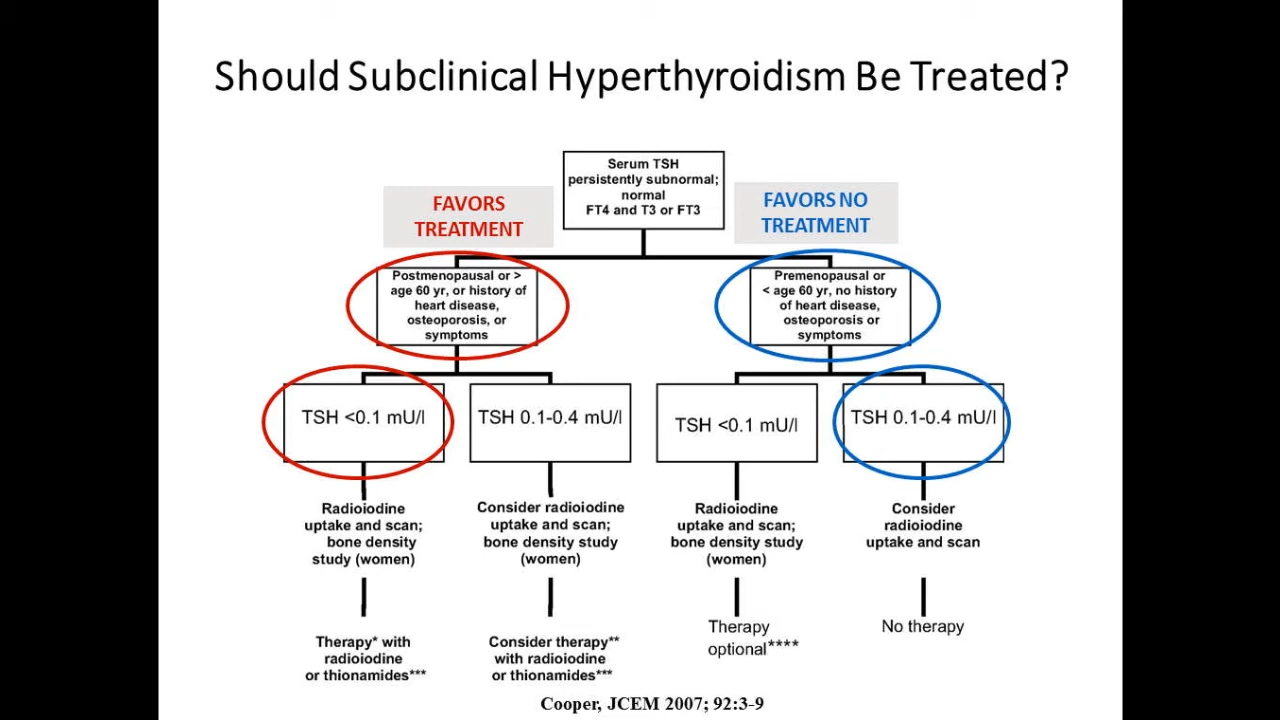 Should Subclinical Hyperthyroidism Be Treated?
Serum TSH
persistently subnormal;
normal
FT4 and T3 or FT3
FAVORS
TREATMENT
FAVORS NO
TREATMENT
Postmenopausal or >
age 60 yr, or history of
heart disease,
osteoporosis, or
symptoms
Premenopausal or
< age 60 yr, no history
of heart disease,
osteoporosis or
symptoms
TSH <0.1 mU/l
TSH 0.1-0.4 mU/l
TSH <0.1 mU/l
TSH 0.1-0.4 mU/l
Radioiodine
uptake and scan;
bone density
study (women)
Consider radioiodine
uptake and scan;
bone density study
(women)
Radioiodine
uptake and scan;
bone density study
(women)
Consider
radioiodine
uptake and scan
Therapy* with
radioiodine
or thionamides***
Consider therapy**
with radioiodine
or thionamides***
Therapy
optional****
No therapy
Cooper, JCEM 2007; 92:3-9